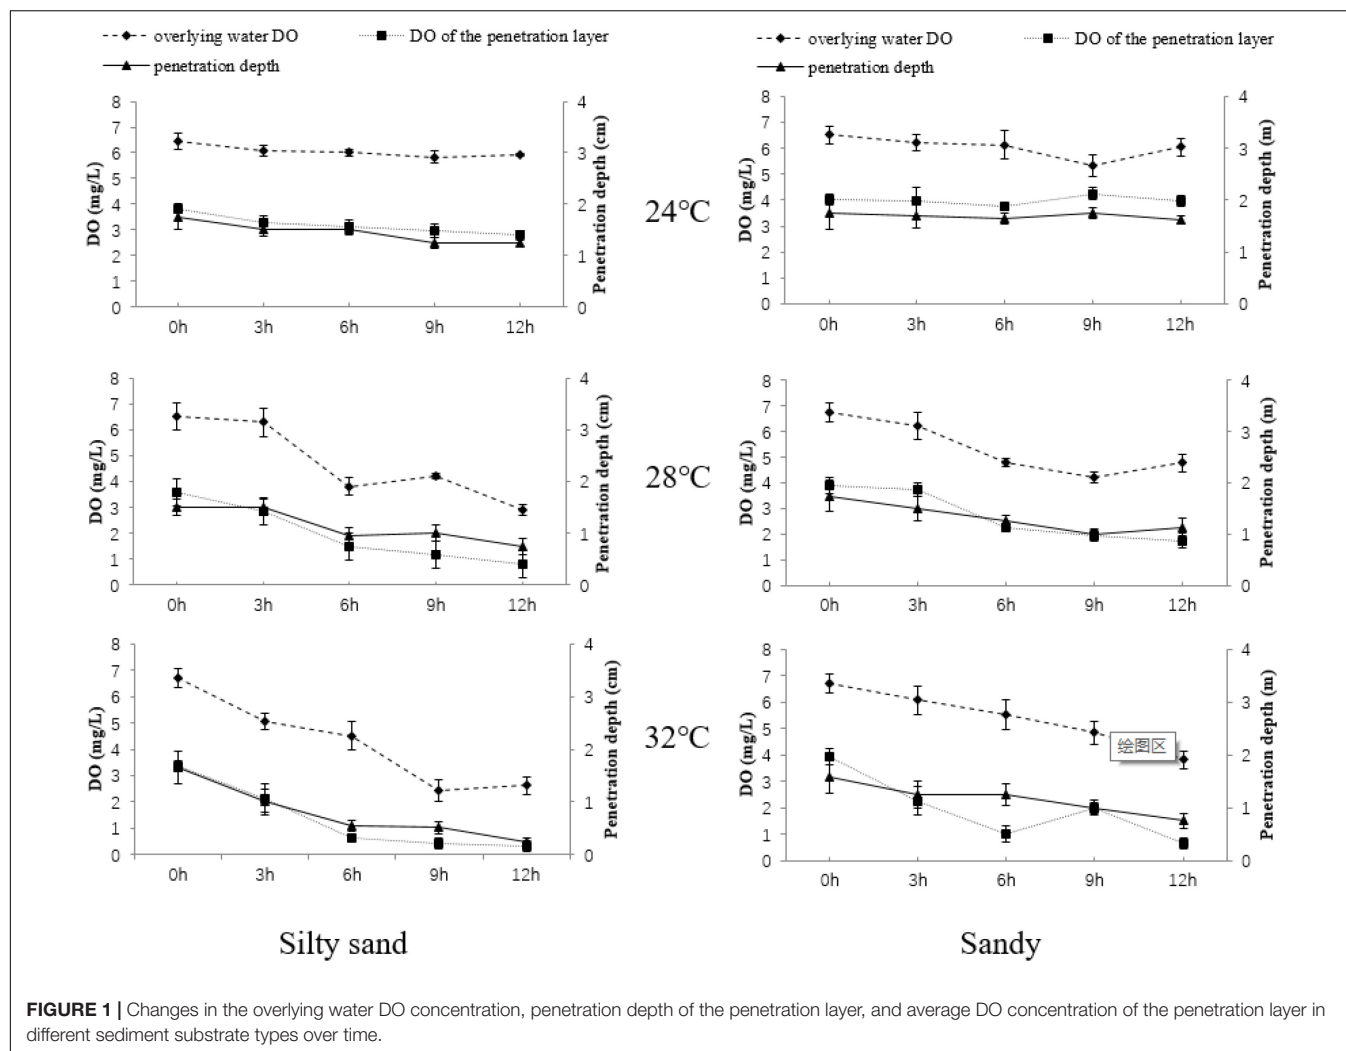 overlying water DO
DO of the penetration layer
penetration depth
overlying water DO
DO of the penetration layer
penetration depth
8
7
6
5
4
3
2
1
0
DO (mg/L)
4
3
2
1
0
Penetration depth (cm)
0h 3h 6h 9h 12h
24°C
8
7
6
5
4
3
2
1
0
DO (mg/L)
4
3
2
1
0
Penetration depth (m)
0h 3h 6h 9h 12h
8
7
6
5
4
3
2
1
0
DO (mg/L)
4
3
2
1
0
Penetration depth (cm)
0h 3h 6h 9h 12h
28°C
8
7
6
5
4
3
2
1
0
DO (mg/L)
4
3
2
1
0
Penetration depth (m)
0h 3h 6h 9h 12h
8
7
6
5
4
3
2
1
0
DO (mg/L)
4
3
2
1
0
Penetration depth (cm)
0h 3h 6h 9h 12h
32°C
8
7
6
5
4
3
2
1
0
DO (mg/L)
4
3
2
1
0
Penetration depth (m)
绘图区
0h 3h 6h 9h 12h
Silty sand
Sandy
FIGURE 1 | Changes in the overlying water DO concentration, penetration depth of the penetration layer, and average DO concentration of the penetration layer in
different sediment substrate types over time.